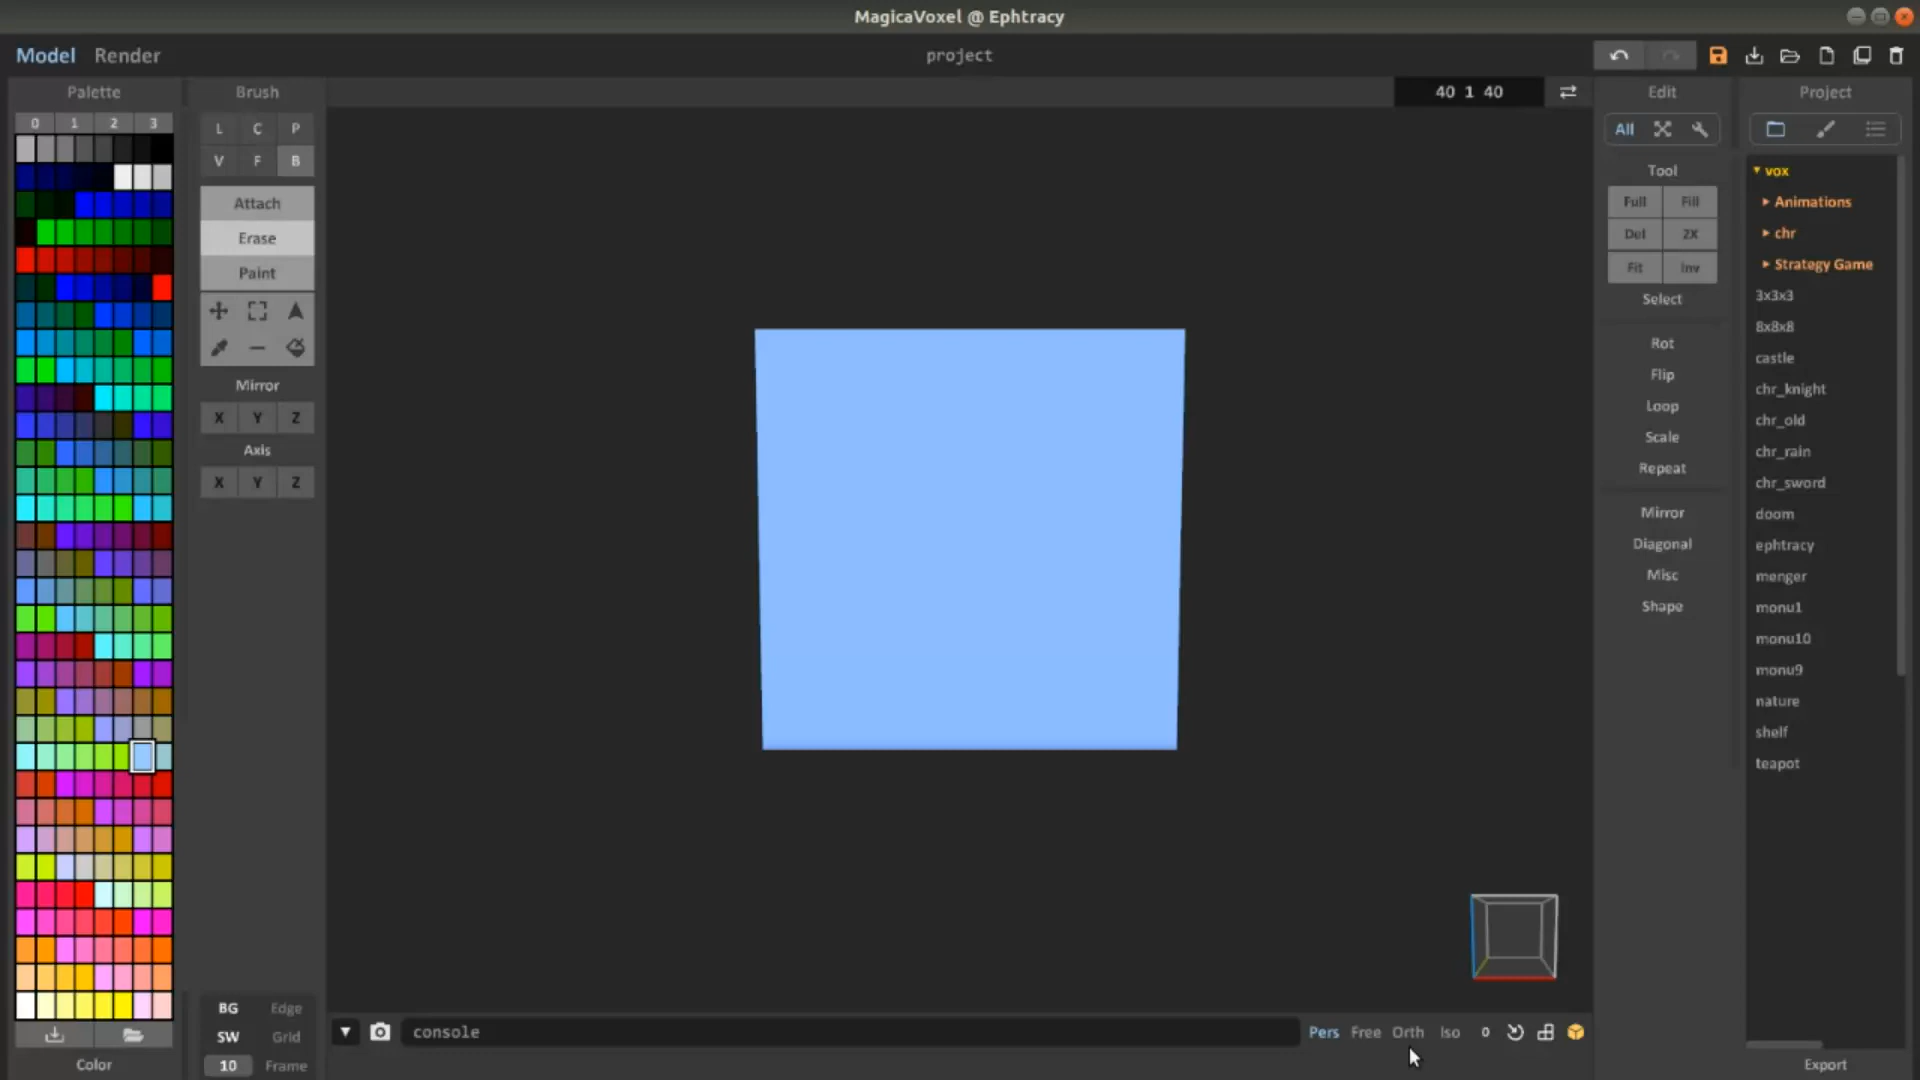 MagicaVoxel @ Ephtracy
Model Render
project
Palette
0 1 2 3
Color
Brush
L C P
V F B
Attach
Erase
Paint
Mirror
X Y Z
Axis
X Y Z
BG Edge
SW Grid
10 Frame
40 1 40
console
Pers Free Orth Iso 0
Edit
All
Tool
Full Fill
Del 2X
Fit Inv
Select
Rot
Flip
Loop
Scale
Repeat
Mirror
Diagonal
Misc
Shape
Project
vox
Animations
chr
Strategy Game
3x3x3
8x8x8
castle
chr_knight
chr_old
chr_rain
chr_sword
doom
ephtracy
menger
monu1
monu10
monu9
nature
shelf
teapot
Export